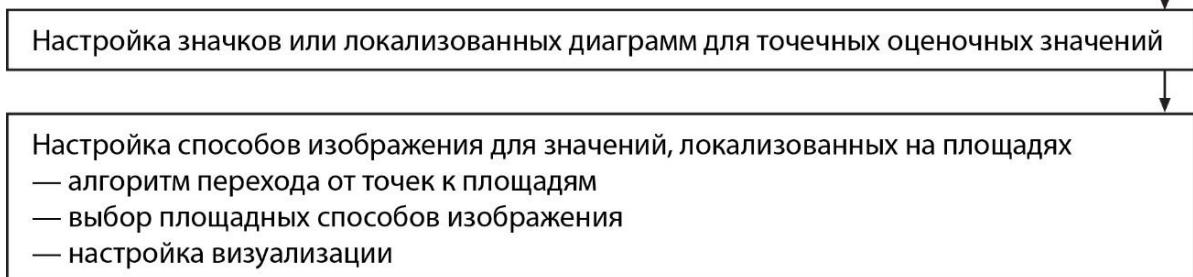 Настройка значков или локализованных диаграмм для точечных оценочных значений
Настройка способов изображения для значений, локализованных на площадях
— алгоритм перехода от точек к площадям
— выбор площадных способов изображения
— настройка визуализации